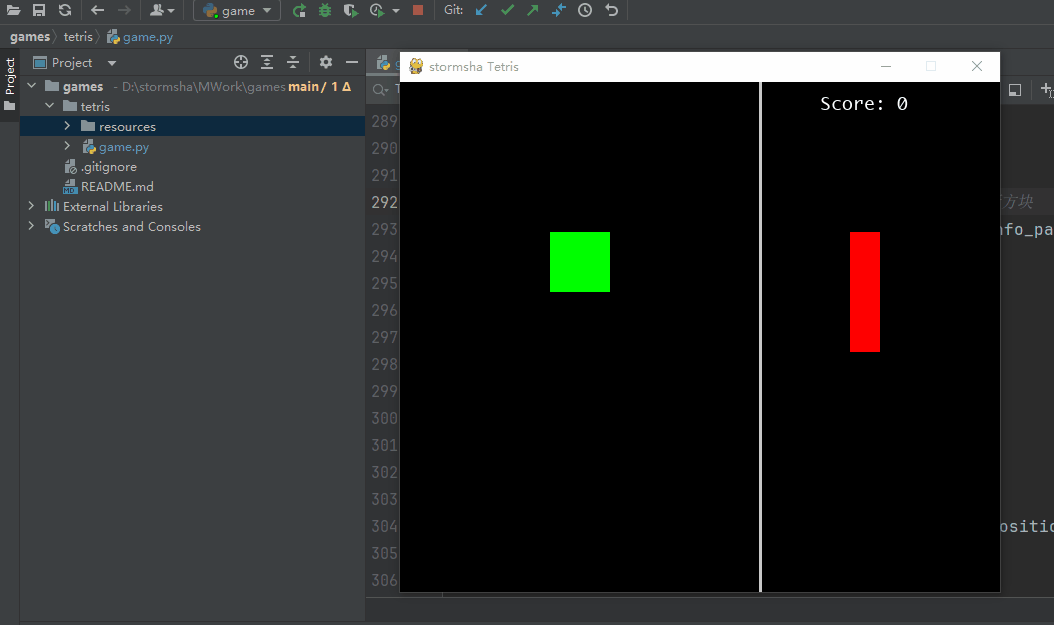 game
Git:
games
tetris
game.py
Project
Project
games - D:\stormsha\MWork\games main / 1 Δ
tetris
resources
game.py
.gitignore
README.md
External Libraries
Scratches and Consoles
stormsha Tetris
Score: 0
289
290
291
292
方块
293
nfo_pa
294
295
296
297
298
299
300
301
302
303
304
positio
305
306